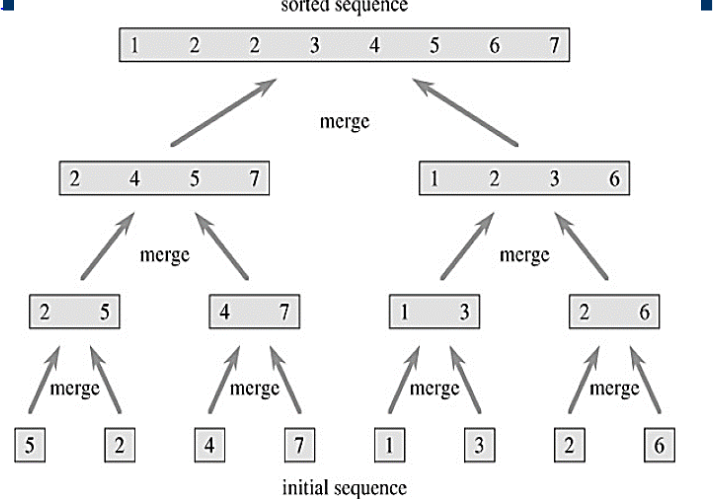 sorted sequence
1 2 2 3 4 5 6 7
merge
2 4 5 7 1 2 3 6
merge merge
2 5 4 7 1 3 2 6
merge merge merge merge
5 2 4 7 1 3 2 6
initial sequence